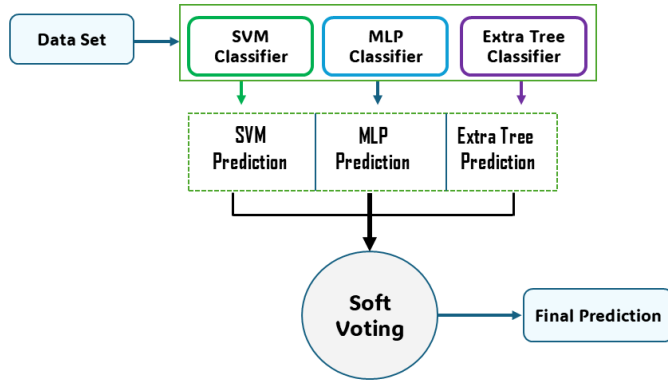 Data Set
SVM
Classifier
MLP
Classifier
Extra Tree
Classifier
SVM
Prediction
MLP
Prediction
Extra Tree
Prediction
Soft
Voting
Final Prediction